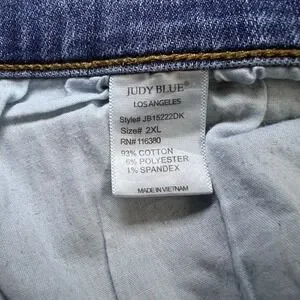 JUDY BLUE®
LOS ANGELES
Style# JB15222DK
Size# 2XL
RN# 116380
93% COTTON
6% POLYESTER
1% SPANDEX
MADE IN VIETNAM